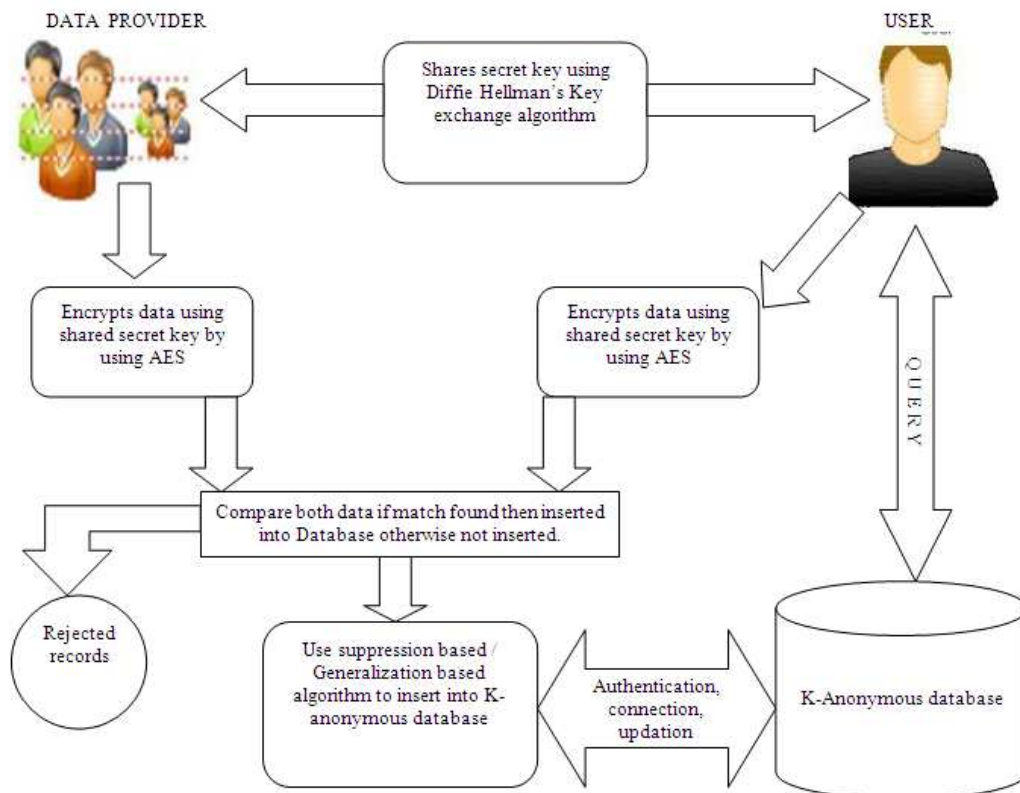 DATA PROVIDER
USER
Shares secret key using
Diffie Hellman's Key
exchange algorithm
Encrypts data using
shared secret key by
using AES
Encrypts data using
shared secret key by
using AES
QUERY
Compare both data if match found then inserted
into Database otherwise not inserted.
Rejected
records
Use suppression based /
Generalization based
algorithm to insert into K-
anonymous database
Authentication,
connection,
updation
K-Anonymous database